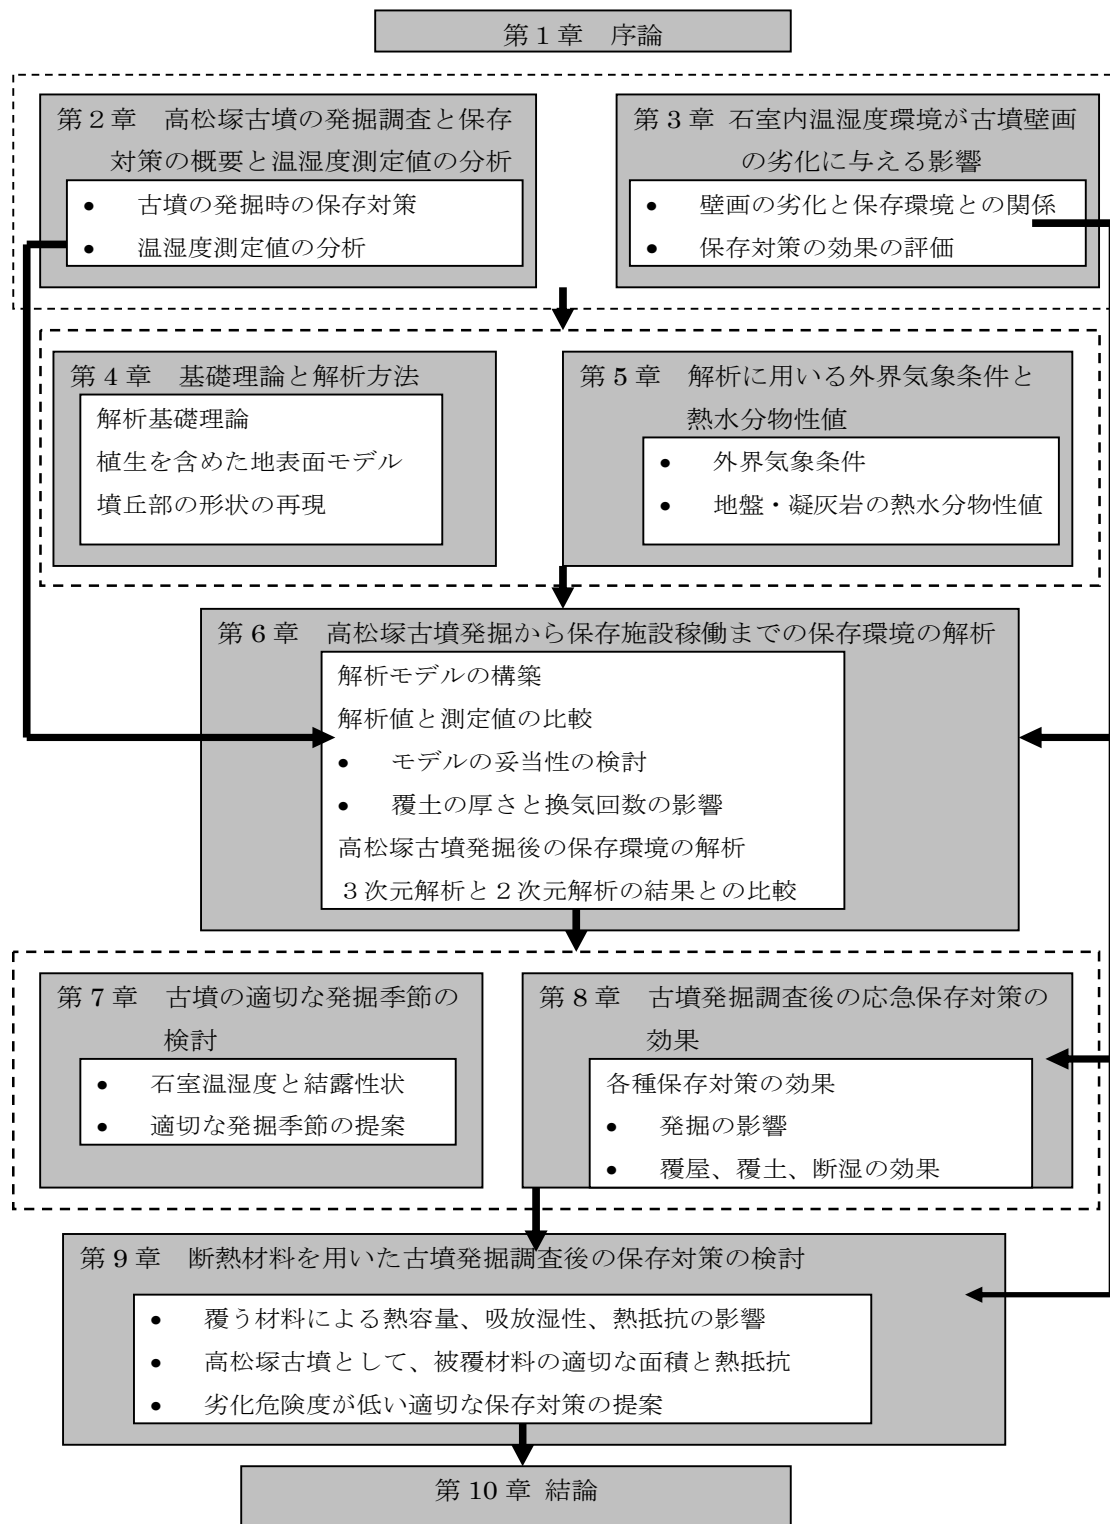 第１章　序論
第２章　高松塚古墳の発掘調査と保存
対策の概要と温湿度測定値の分析
• 古墳の発掘時の保存対策
• 温湿度測定値の分析
第３章 石室内温湿度環境が古墳壁画
の劣化に与える影響
• 壁画の劣化と保存環境との関係
• 保存対策の効果の評価
第４章　基礎理論と解析方法
解析基礎理論
植生を含めた地表面モデル
墳丘部の形状の再現
第5章　解析に用いる外界気象条件と
熱水分物性値
• 外界気象条件
• 地盤・凝灰岩の熱水分物性値
第6章　高松塚古墳発掘から保存施設稼働までの保存環境の解析
解析モデルの構築
解析値と測定値の比較
• モデルの妥当性の検討
• 覆土の厚さと換気回数の影響
高松塚古墳発掘後の保存環境の解析
３次元解析と２次元解析の結果との比較
第7章　古墳の適切な発掘季節の
検討
• 石室温湿度と結露性状
• 適切な発掘季節の提案
第8章　古墳発掘調査後の応急保存対策の
効果
各種保存対策の効果
• 発掘の影響
• 覆屋、覆土、断湿の効果
第9章　断熱材料を用いた古墳発掘調査後の保存対策の検討
• 覆う材料による熱容量、吸放湿性、熱抵抗の影響
• 高松塚古墳として、被覆材料の適切な面積と熱抵抗
• 劣化危険度が低い適切な保存対策の提案
第10章 結論